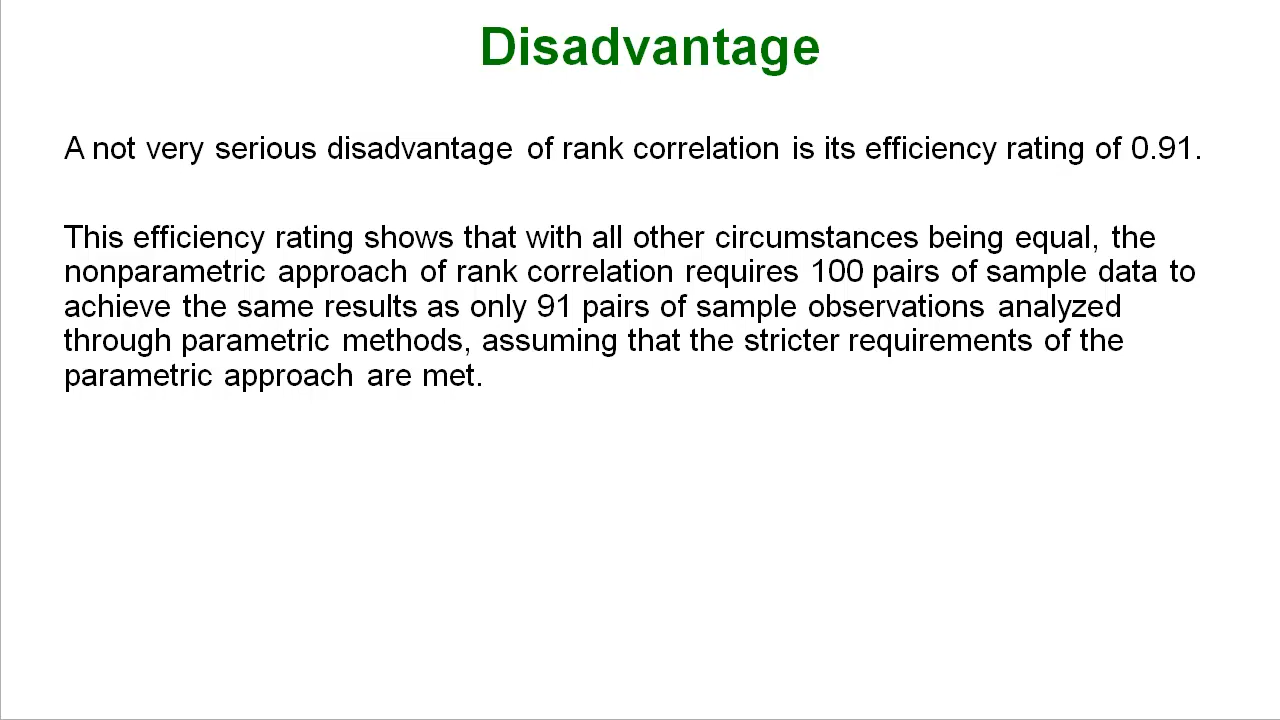 Disadvantage
A not very serious disadvantage of rank correlation is its efficiency rating of 0.91.
This efficiency rating shows that with all other circumstances being equal, the
nonparametric approach of rank correlation requires 100 pairs of sample data to
achieve the same results as only 91 pairs of sample observations analyzed
through parametric methods, assuming that the stricter requirements of the
parametric approach are met.